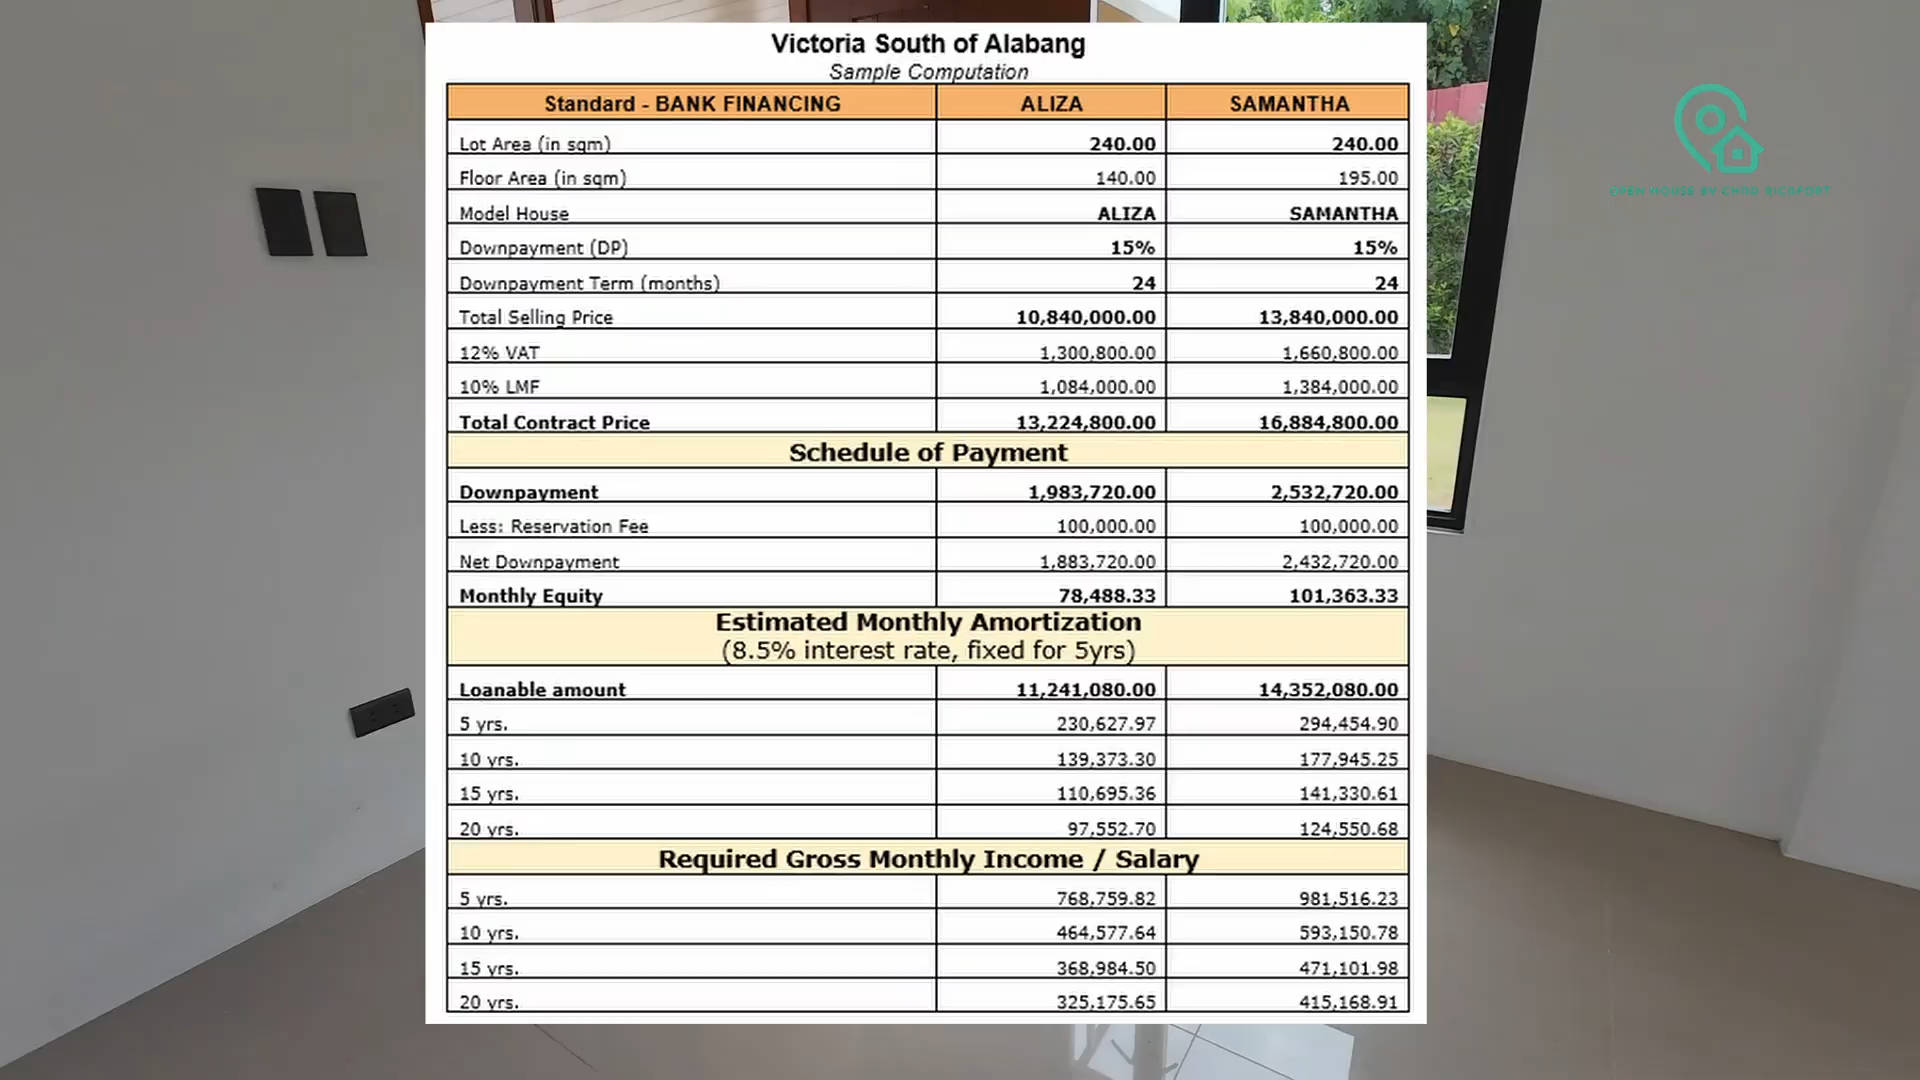 Victoria South of Alabang
Sample Computation
Standard - BANK FINANCING ALIZA SAMANTHA
Lot Area (in sqm) 240.00 240.00
Floor Area (in sqm) 140.00 195.00
Model House ALIZA SAMANTHA
Downpayment (DP) 15% 15%
Downpayment Term (months) 24 24
Total Selling Price 10,840,000.00 13,840,000.00
12% VAT 1,300,800.00 1,660,800.00
10% LMF 1,084,000.00 1,384,000.00
Total Contract Price 13,224,800.00 16,884,800.00
Schedule of Payment
Downpayment 1,983,720.00 2,532,720.00
Less: Reservation Fee 100,000.00 100,000.00
Net Downpayment 1,883,720.00 2,432,720.00
Monthly Equity 78,488.33 101,363.33
Estimated Monthly Amortization
(8.5% interest rate, fixed for 5yrs)
Loanable amount 11,241,080.00 14,352,080.00
5 yrs. 230,627.97 294,454.90
10 yrs. 139,373.30 177,945.25
15 yrs. 110,695.36 141,330.61
20 yrs. 97,552.70 124,550.68
Required Gross Monthly Income / Salary
5 yrs. 768,759.82 981,516.23
10 yrs. 464,577.64 593,150.78
15 yrs. 368,984.50 471,101.98
20 yrs. 325,175.65 415,168.91
OPEN HOUSE BY CHAD RICAFORT